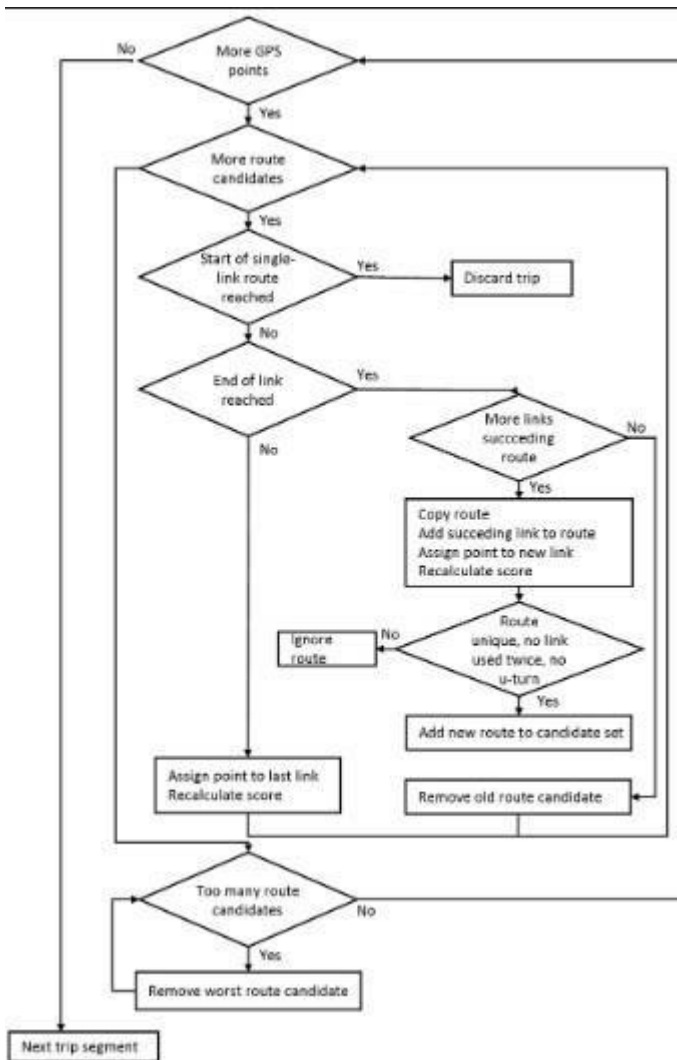 No
More GPS
points
Yes
More route
candidates
Yes
Start of single-
link route
reached
Yes
Discard trip
No
End of link
reached
Yes
More links
succceding
route
No
No
Yes
Copy route
Add succeding link to route
Assign point to new link
Recalculate score
Ignore
route
No
Route
unique, no link
used twice, no
u-turn
Yes
Add new route to candidate set
Assign point to last link
Recalculate score
Remove old route candidate
Too many route
candidates
No
Yes
Remove worst route candidate
Next trip segment